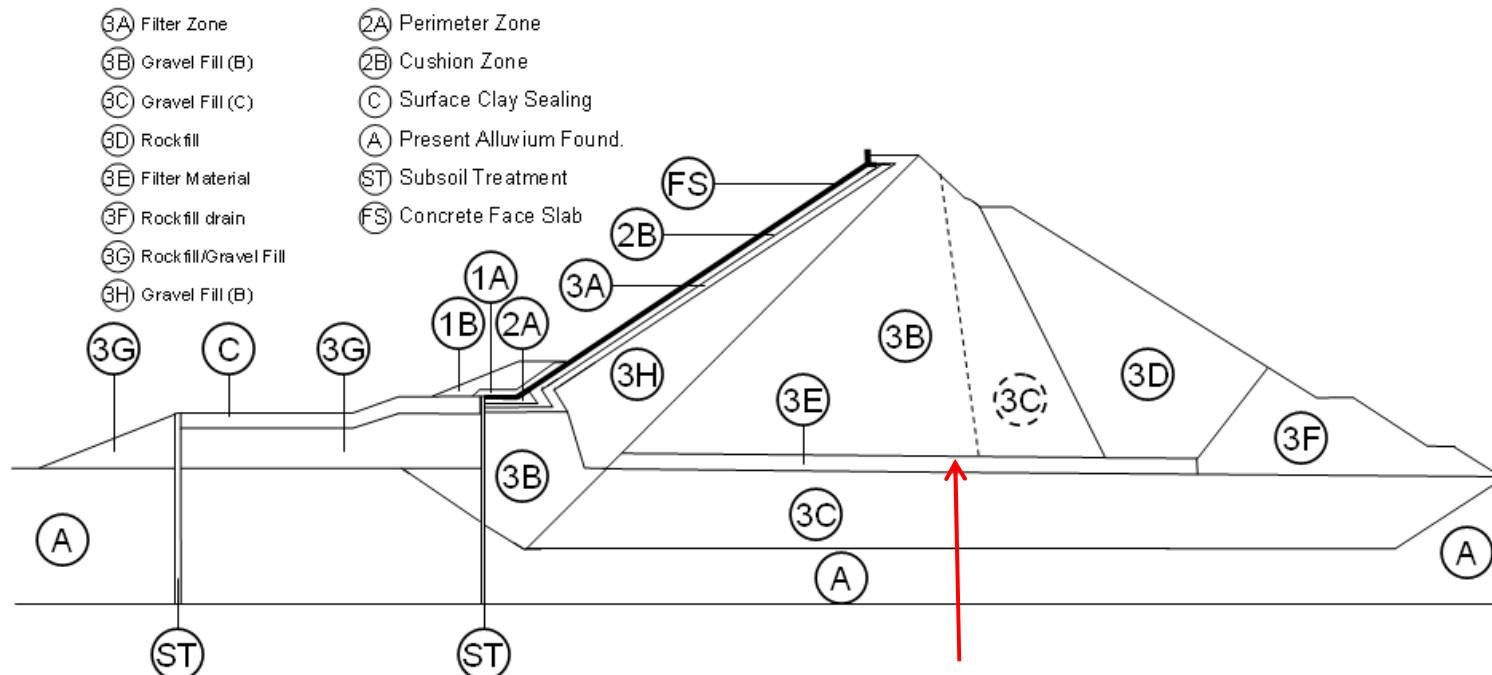 3A Filter Zone
3B Gravel Fill (B)
3C Gravel Fill (C)
3D Rockfill
3E Filter Material
3F Rockfill drain
3G Rockfill/Gravel Fill
3H Gravel Fill (B)
2A Perimeter Zone
2B Cushion Zone
C Surface Clay Sealing
A Present Alluvium Found.
ST Subsoil Treatment
FS Concrete Face Slab
FS
2B
3A
1A
1B
2A
3G
C
3G
3H
3B
3E
3C
3D
3F
3B
3C
A
A
A
ST
ST